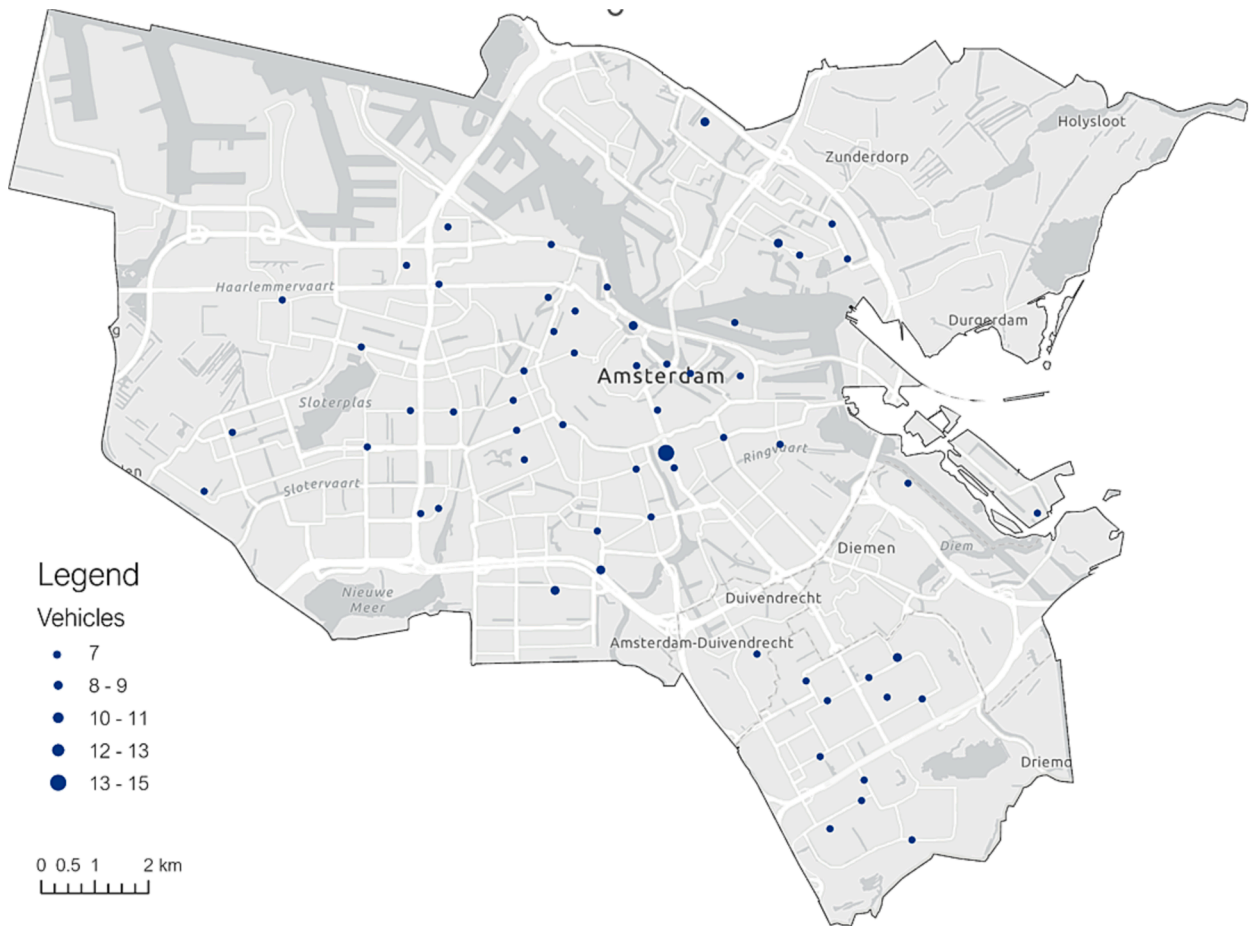 Holysloot
Zunderdorp
Haarlemmervaart
Durgerdam
Amsterdam
Sloterplas
Ringvaart
Slotervaart
Diemen
Diem
Legend
Nieuwe
Meer
Duivendrecht
Vehicles
Amsterdam-Duivendrecht
7
8 - 9
10 - 11
12 - 13
Driemo
13 - 15
0 0.5 1 2 km